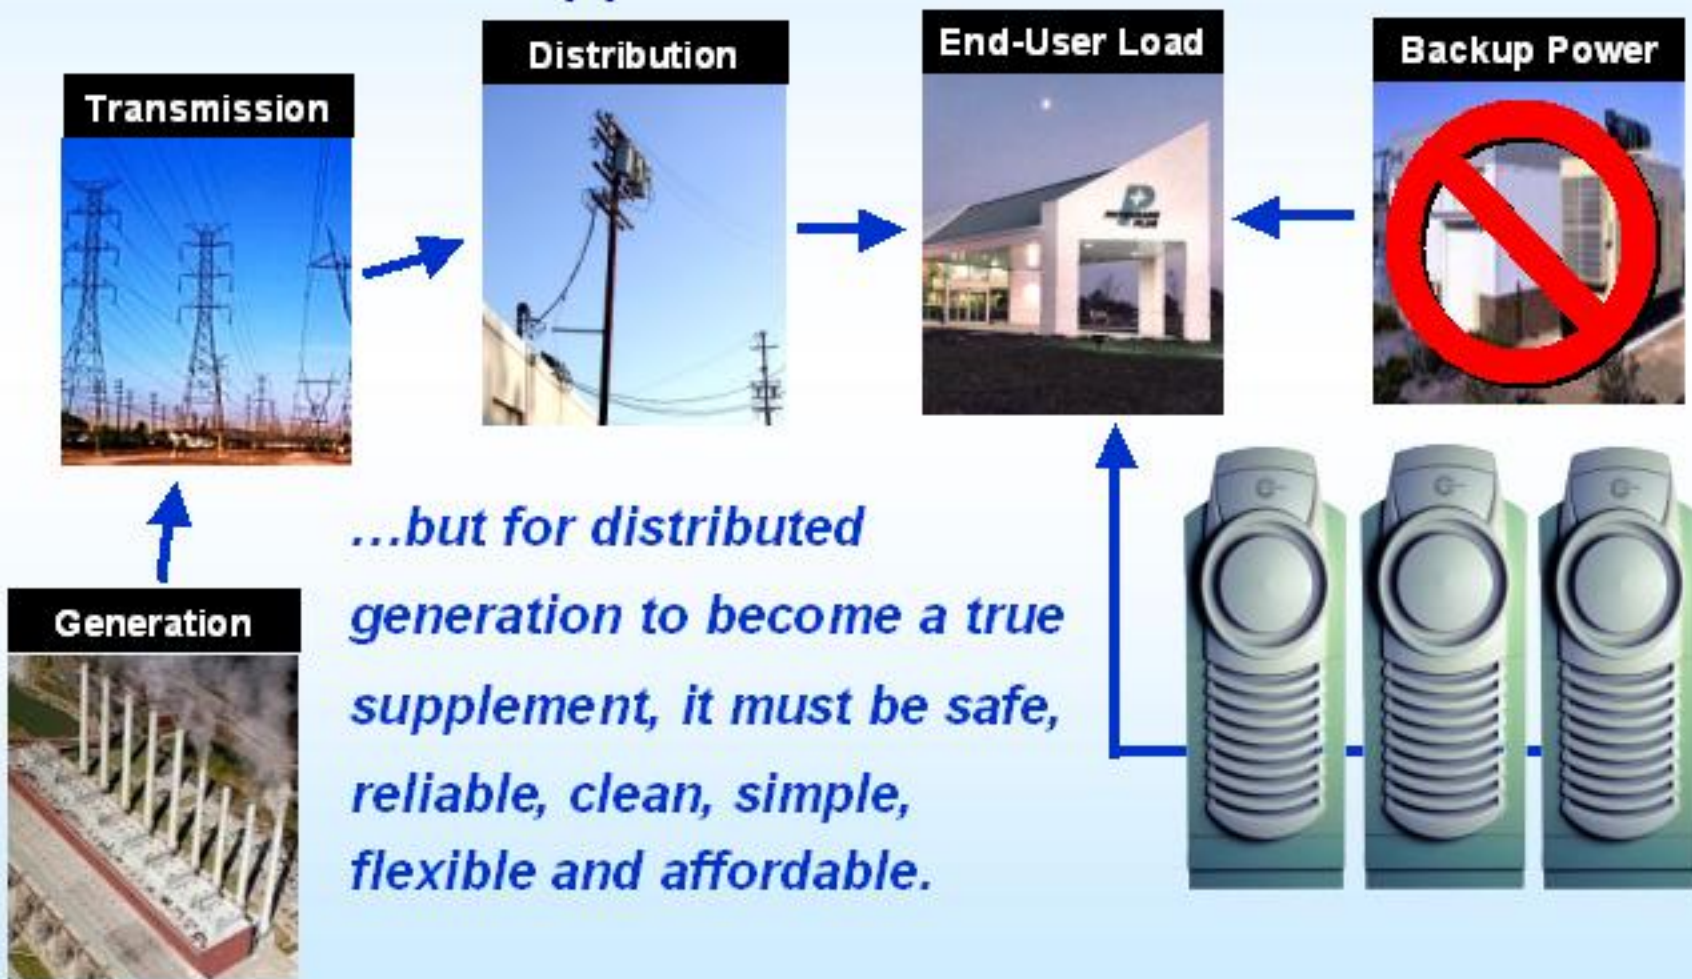 Transmission
Distribution
End-User Load
Backup Power
Generation
...but for distributed
generation to become a true
supplement, it must be safe,
reliable, clean, simple,
flexible and affordable.